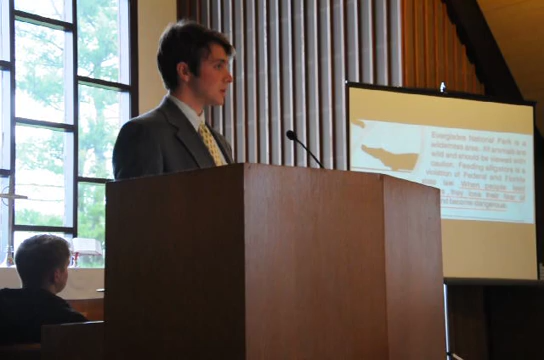 Everglades National Park is a
wilderness area. All animals are
wild and should be viewed with
caution. Feeding alligators is a
violation of Federal and Florida
state law. When people feed
they lose their fear of
and become dangerous.